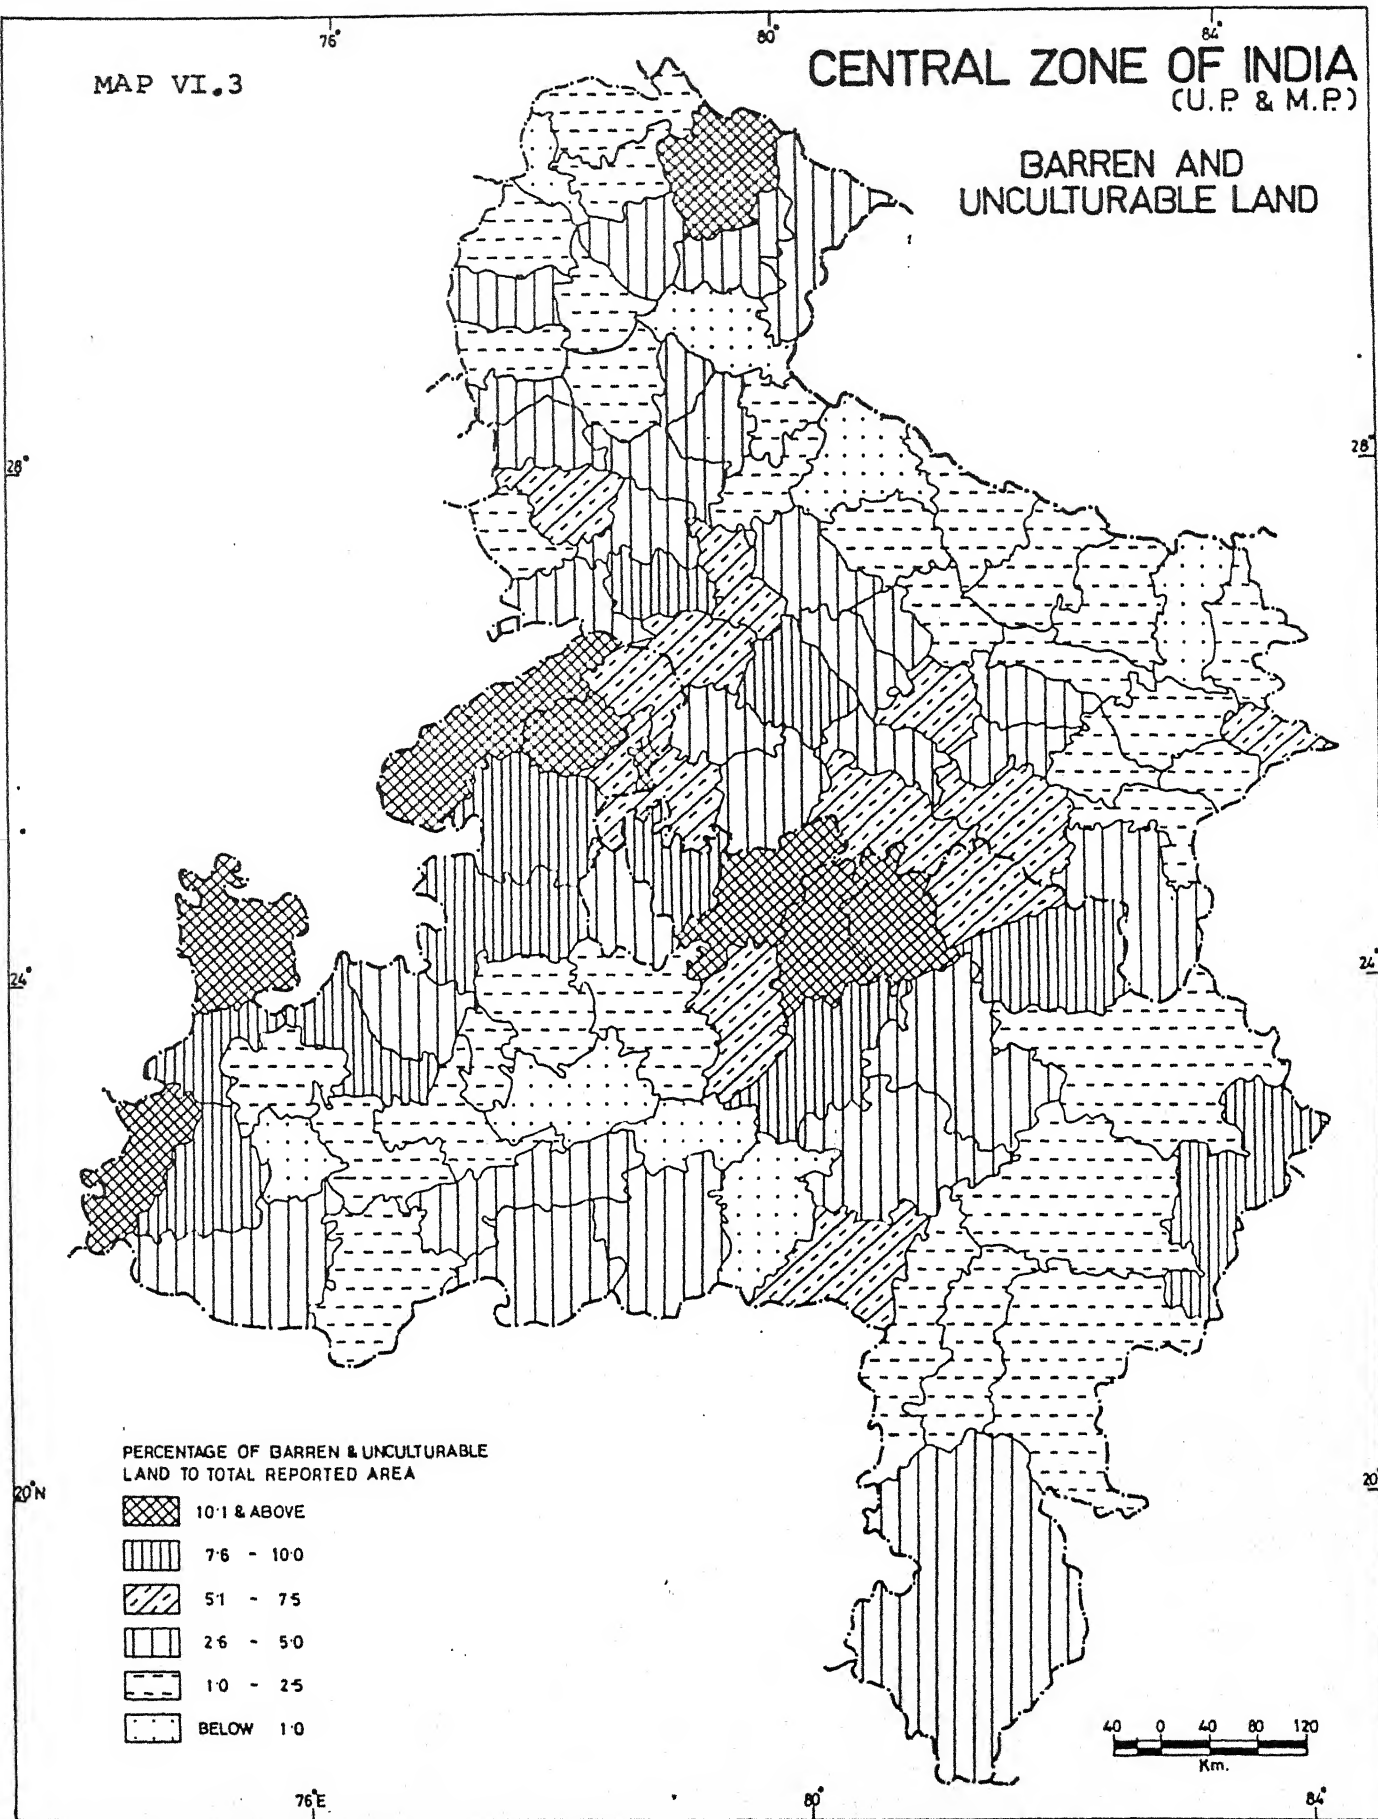 76°
80°
84°
MAP VI.3
CENTRAL ZONE OF INDIA
(U.P. & M.P.)
BARREN AND
UNCULTURABLE LAND
28°
28°
24°
24°
20°N
20
PERCENTAGE OF BARREN & UNCULTURABLE
LAND TO TOTAL REPORTED AREA
10·1 & ABOVE
7·6 - 10·0
5·1 - 7·5
2·6 - 5·0
1·0 - 2·5
BELOW 1·0
40 0 40 80 120
Km.
76°E
80°
84°